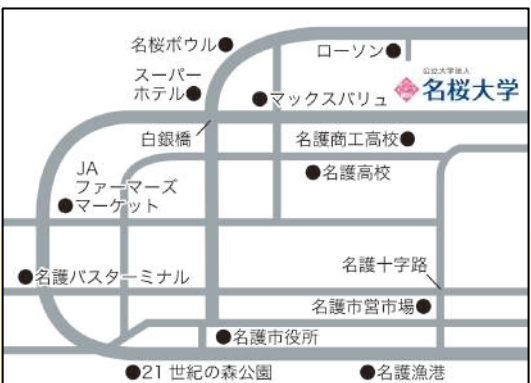 名桜ボウル
ローソン
スーパー
ホテル
公立大学法人
名桜大学
マックスバリュ
白銀橋
名護商工高校
名護高校
JA
ファーマーズ
マーケット
名護十字路
名護バスターミナル
名護市営市場
名護市役所
21世紀の森公園
名護漁港